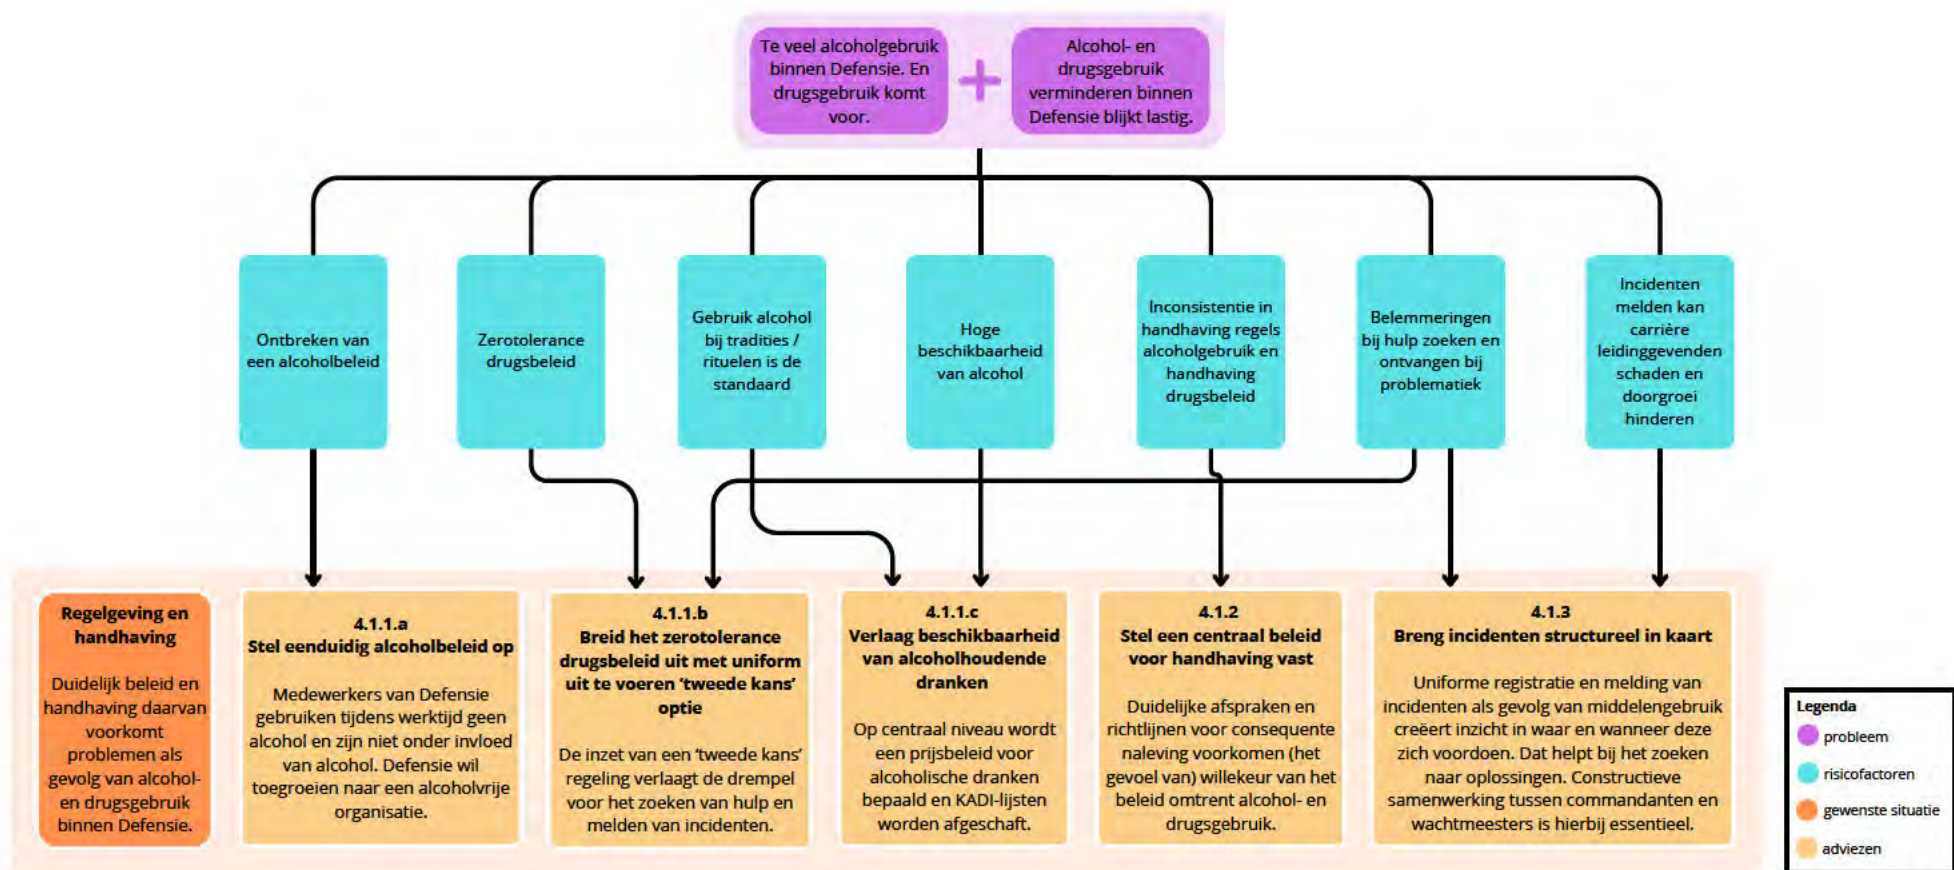 Te veel alcoholgebruik
binnen Defensie. En
drugsgebruik komt
voor.
Alcohol- en
drugsgebruik
verminderen binnen
Defensie blijkt lastig.
Ontbreken van
een alcoholbeleid
Zerotolerance
drugsbeleid
Gebruik alcohol
bij tradities /
rituelen is de
standaard
Hoge
beschikbaarheid
van alcohol
Inconsistentie in
handhaving regels
alcoholgebruik en
handhaving
drugsbeleid
Belemmeringen
bij hulp zoeken en
ontvangen bij
problematiek
Incidenten
melden kan
carrière
leidinggevenden
schaden en
doorgroei
hinderen
Regelgeving en
handhaving
Duidelijk beleid en
handhaving daarvan
voorkomt
problemen als
gevolg van alcohol-
en drugsgebruik
binnen Defensie.
4.1.1.a
Stel eenduidig alcoholbeleid op
Medewerkers van Defensie
gebruiken tijdens werktijd geen
alcohol en zijn niet onder invloed
van alcohol. Defensie wil
toegroeien naar een alcoholvrije
organisatie.
4.1.1.b
Breid het zerotolerance
drugsbeleid uit met uniform
uit te voeren 'tweede kans'
optie
De inzet van een 'tweede kans'
regeling verlaagt de drempel
voor het zoeken van hulp en
melden van incidenten.
4.1.1.c
Verlaag beschikbaarheid
van alcoholhoudende
dranken
Op centraal niveau wordt
een prijsbeleid voor
alcoholische dranken
bepaald en KADI-lijsten
worden afgeschaft.
4.1.2
Stel een centraal beleid
voor handhaving vast
Duidelijke afspraken en
richtlijnen voor consequente
naleving voorkomen (het
gevoel van) willekeur van het
beleid omtrent alcohol- en
drugsgebruik.
4.1.3
Breng incidenten structureel in kaart
Uniforme registratie en melding van
incidenten als gevolg van middelengebruik
creëert inzicht in waar en wanneer deze
zich voordoen. Dat helpt bij het zoeken
naar oplossingen. Constructieve
samenwerking tussen commandanten en
wachtmeesters is hierbij essentieel.
Legenda
probleem
risicofactoren
gewenste situatie
adviezen